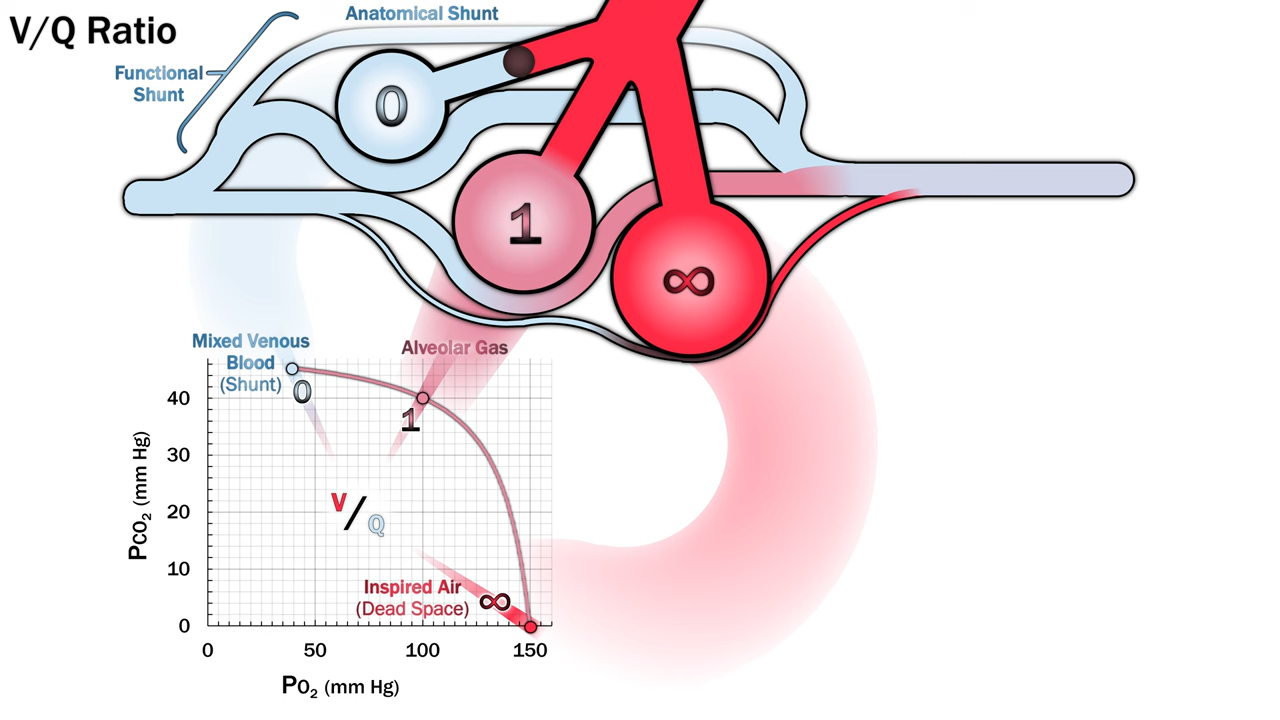 V/Q Ratio
Anatomical Shunt
Functional
Shunt
0
1
∞
Mixed Venous
Blood
(Shunt)
0
Alveolar Gas
1
V/Q
Inspired Air
(Dead Space)
∞
PCO₂ (mm Hg)
40
30
20
10
0
0 50 100 150
PO₂ (mm Hg)